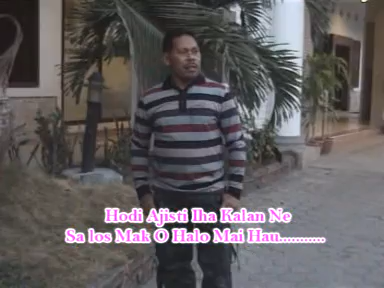 Hodi Ajisti Iha Kalan Ne
Sa los Mak O Halo Mai Hau...........